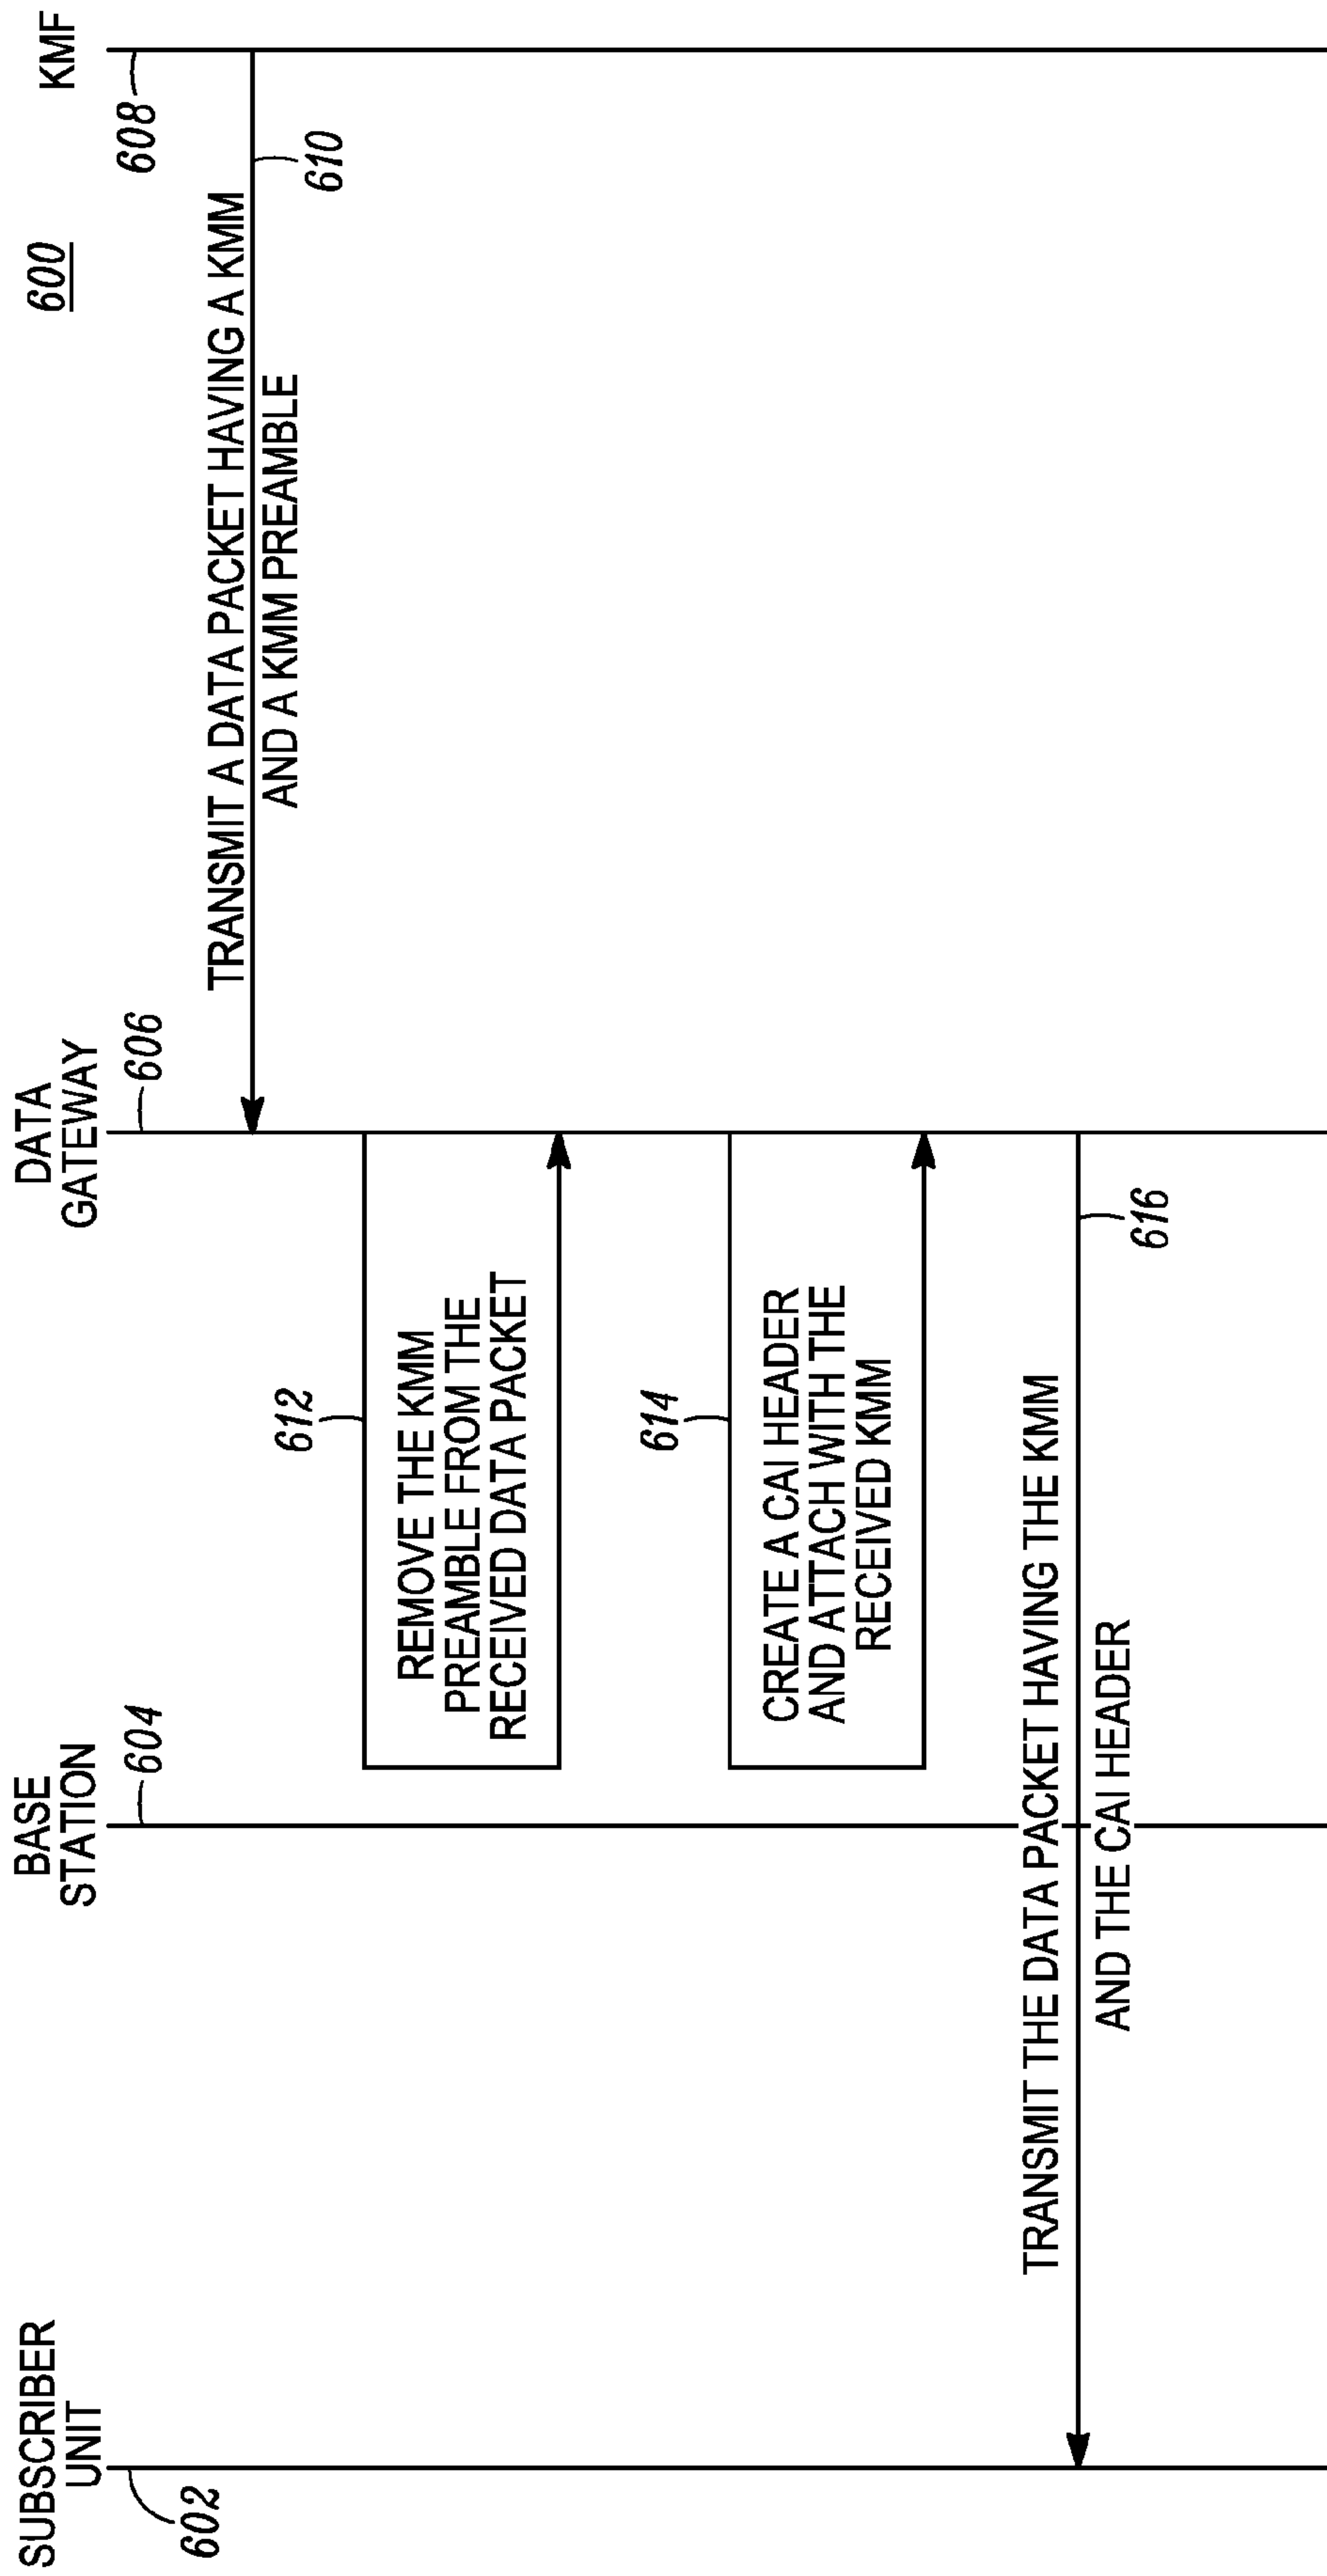 600
SUBSCRIBER
UNIT
BASE
STATION
DATA
GATEWAY
KMF
602
604
606
608
TRANSMIT A DATA PACKET HAVING A KMM
AND A KMM PREAMBLE
610
612
REMOVE THE KMM
PREAMBLE FROM THE
RECEIVED DATA PACKET
614
CREATE A CAI HEADER
AND ATTACH WITH THE
RECEIVED KMM
TRANSMIT THE DATA PACKET HAVING THE KMM
AND THE CAI HEADER
616